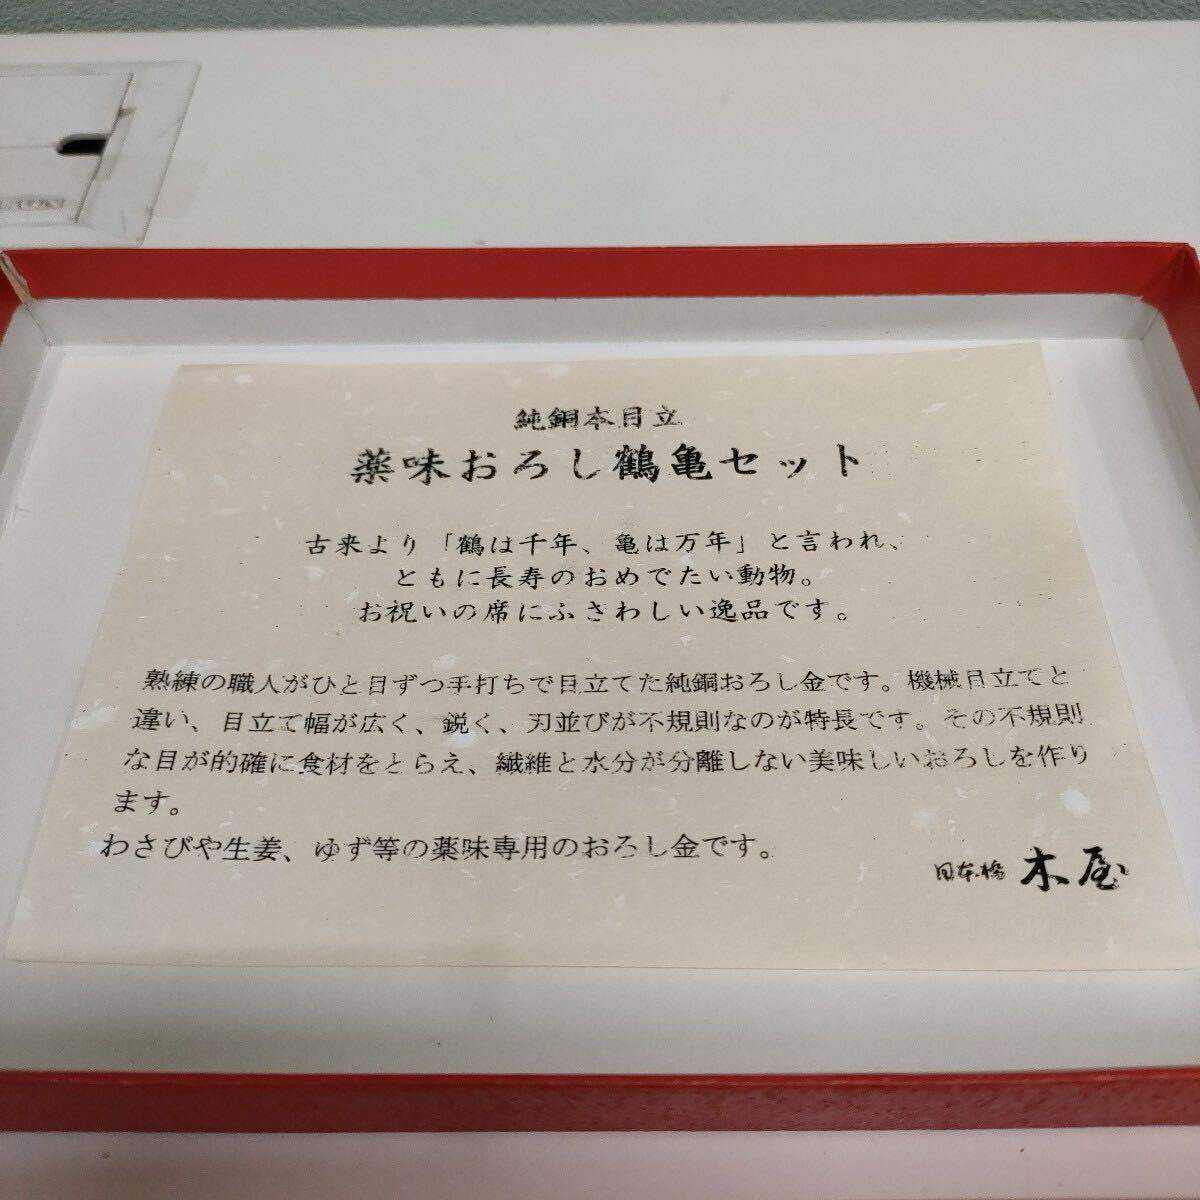 純銅本目立
薬味おろし鶴亀セット
古来より「鶴は千年、亀は万年」と言われ、
ともに長寿のおめでたい動物。
お祝いの席にふさわしい逸品です。
熟練の職人がひと目ずつ手打ちで目立てた純銅おろし金です。機械目立てと
違い、目立て幅が広く、鋭く、刃並びが不規則なのが特長です。その不規則
な目が的確に食材をとらえ、繊維と水分が分離しない美味しいおろしを作り
ます。
わさびや生姜、ゆず等の薬味専用のおろし金です。
日本橋 木屋